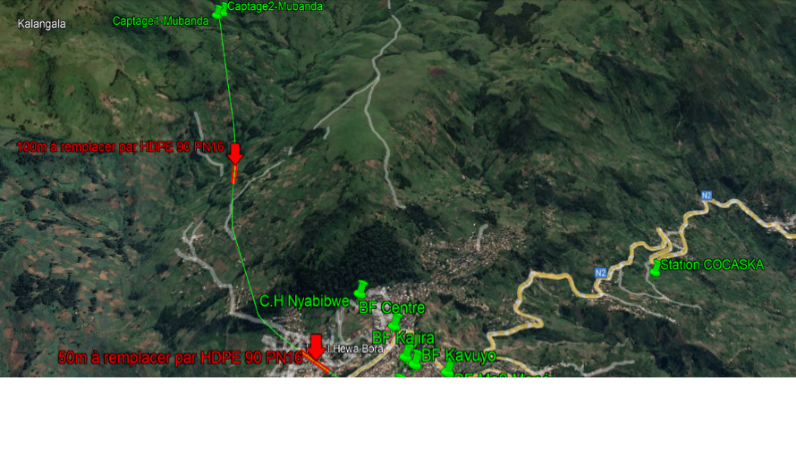 Captage2-Mubanda
Captage1-Mubanda
Kalangala
100m à remplacer par HDPE 90 PN16
N2
Station COCASKA
N2
C.H Nyabibwe
BF Centre
BF Kajira
I.Hewa Bora
BF Kavuyo
50m à remplacer par HDPE 90 PN16